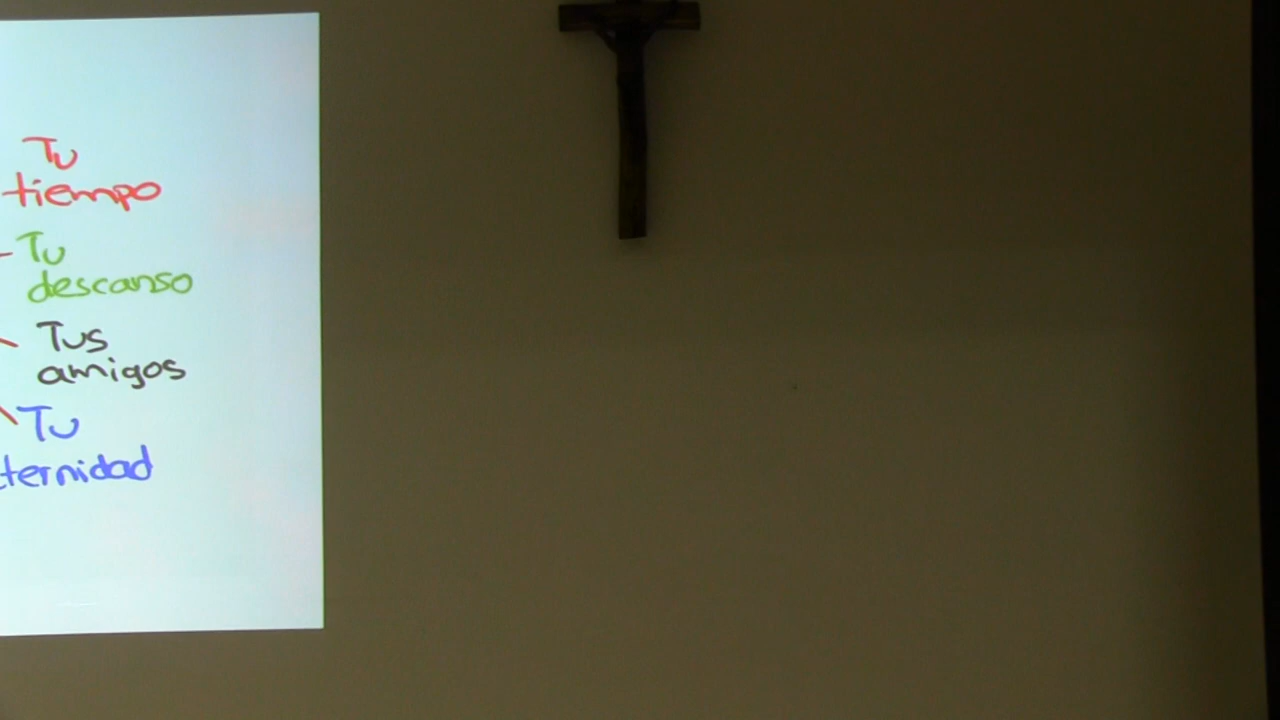 Tu
tiempo
Tu
descanso
Tus
amigos
Tu
ternidad